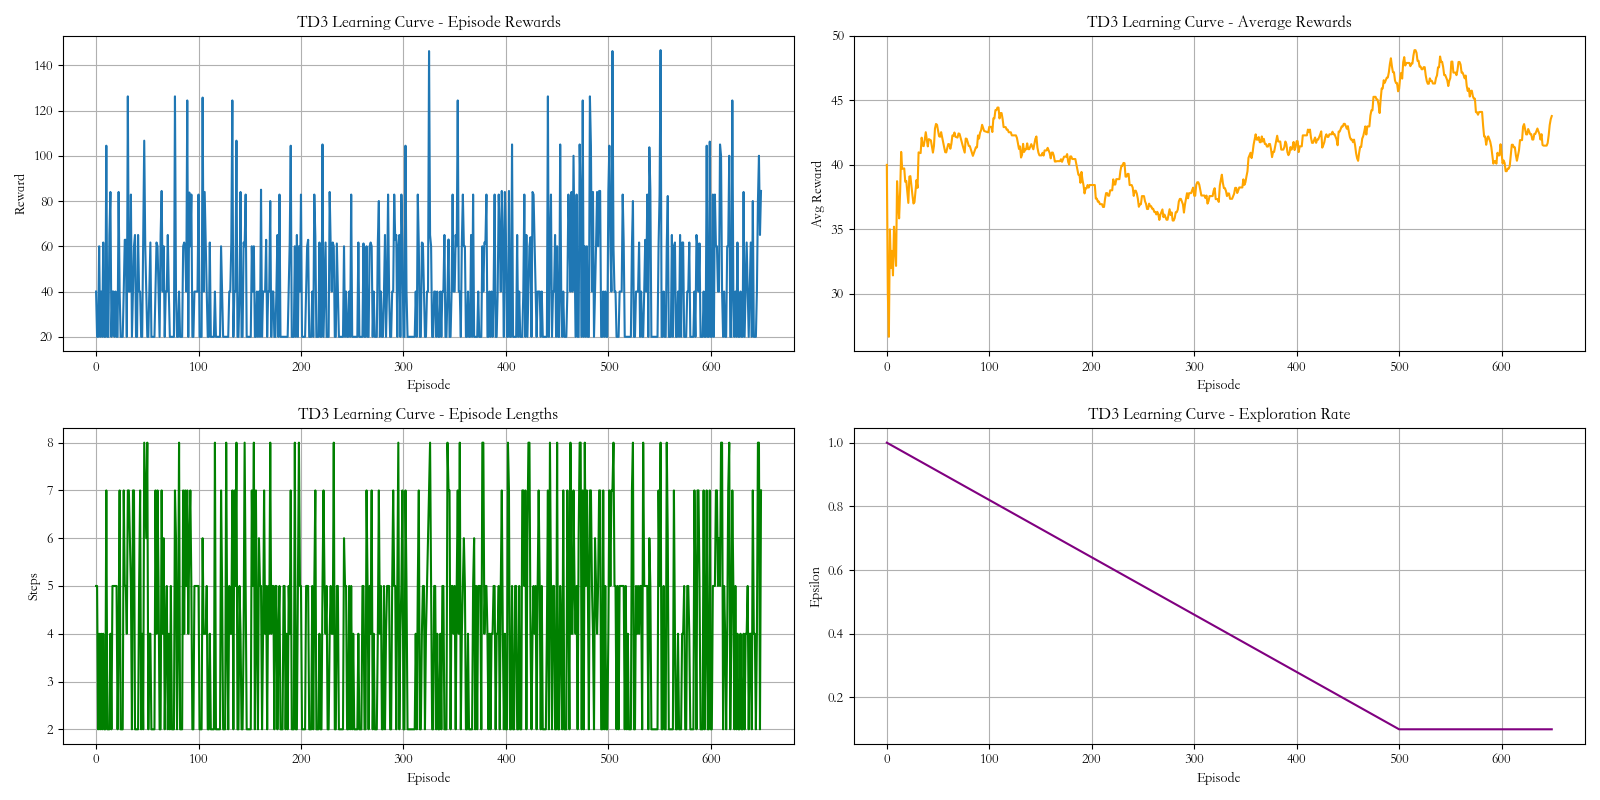 TD3 Learning Curve - Episode Rewards
Reward
140
120
100
80
60
40
20
0 100 200 300 400 500 600
Episode
TD3 Learning Curve - Average Rewards
Avg Reward
50
45
40
35
30
0 100 200 300 400 500 600
Episode
TD3 Learning Curve - Episode Lengths
Steps
8
7
6
5
4
3
2
0 100 200 300 400 500 600
Episode
TD3 Learning Curve - Exploration Rate
Epsilon
1.0
0.8
0.6
0.4
0.2
0 100 200 300 400 500 600
Episode